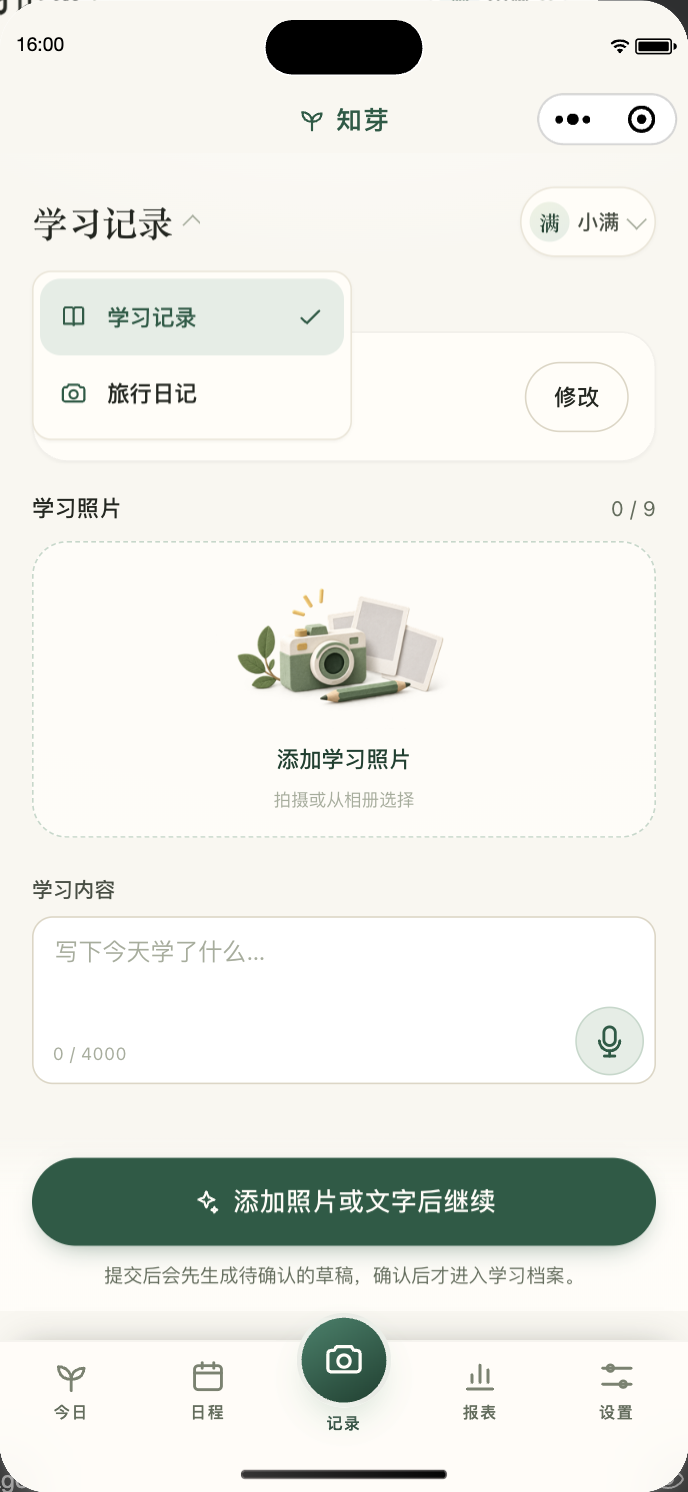 16:00
知芽
学习记录
满 小满
学习记录
旅行日记
修改
学习照片
0 / 9
添加学习照片
拍摄或从相册选择
学习内容
写下今天学了什么...
0 / 4000
添加照片或文字后继续
提交后会先生成待确认的草稿，确认后才进入学习档案。
今日
日程
记录
报表
设置